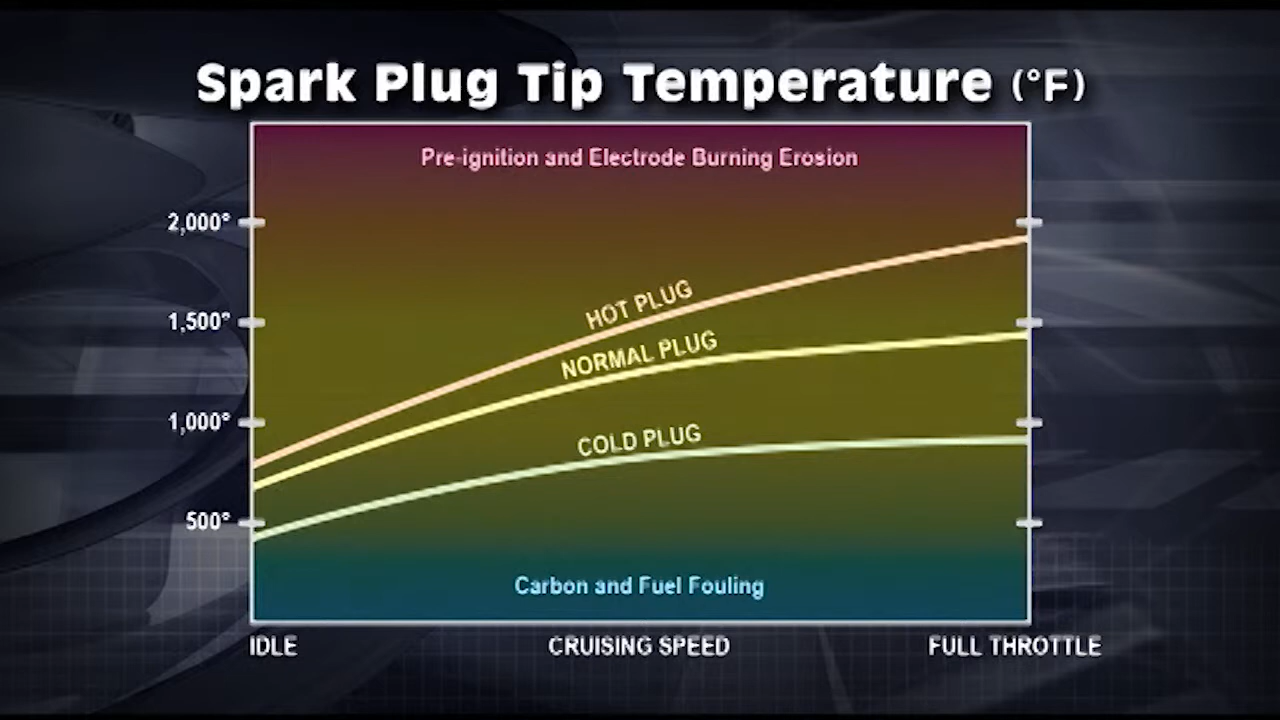 Spark Plug Tip Temperature (°F)
Pre-ignition and Electrode Burning Erosion
2,000°
HOT PLUG
1,500°
NORMAL PLUG
1,000°
COLD PLUG
500°
Carbon and Fuel Fouling
IDLE CRUISING SPEED FULL THROTTLE